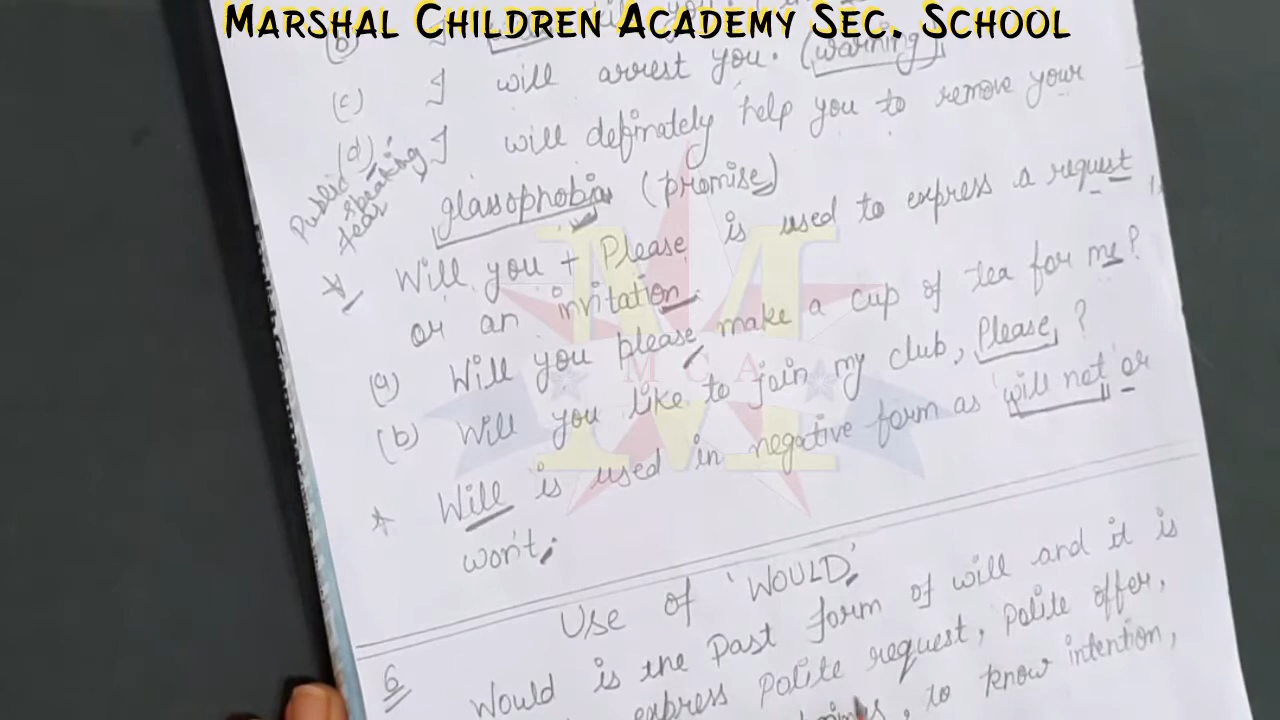 MARSHAL CHILDREN ACADEMY SEC. SCHOOL
(b) I
(c) I will arrest you. (warning)
(d) I will definately help you to remove your
glassophobia (promise)
Public speaking fear
Will you + Please is used to express a request
or an invitation.
(a) Will you please make a cup of tea for me?
(b) Will you like to join my club, Please?
Will is used in negative form as 'will not' or
won't.
MCA
Use of 'WOULD'
6 Would is the Past form of will and it is
express polite request, polite offer,
, to know intention,